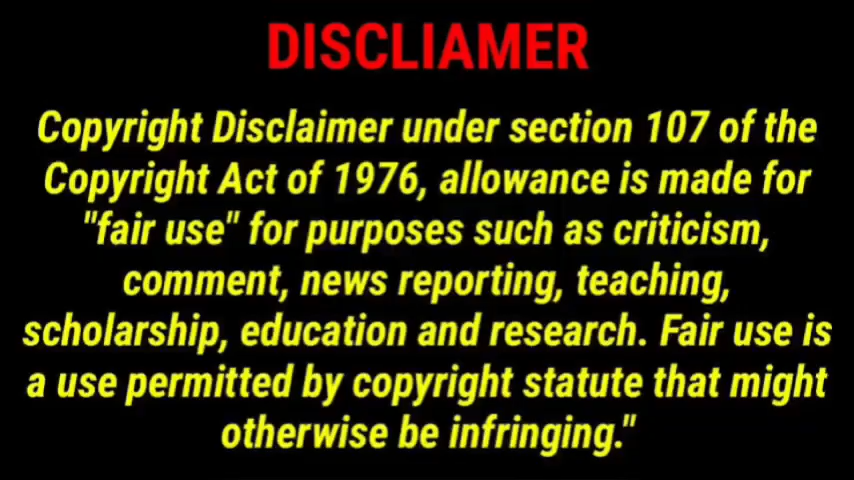 DISCLIAMER
Copyright Disclaimer under section 107 of the
Copyright Act of 1976, allowance is made for
"fair use" for purposes such as criticism,
comment, news reporting, teaching,
scholarship, education and research. Fair use is
a use permitted by copyright statute that might
otherwise be infringing."